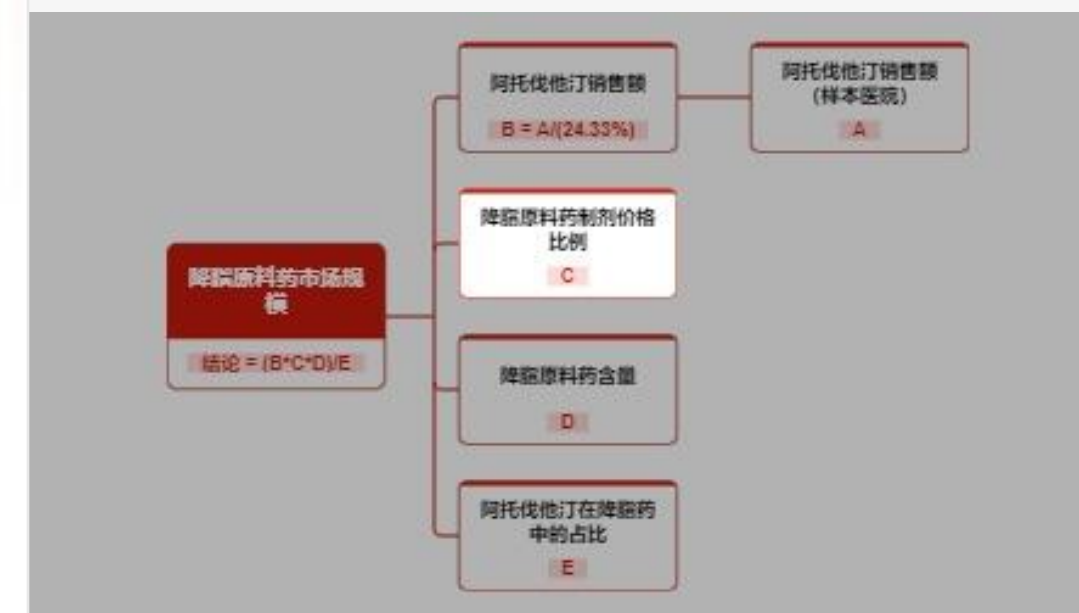 阿托伐他汀销售额
B = A/(24.33%)
阿托伐他汀销售额
(样本医院)
A
降脂原料药制剂价格
比例
C
降脂原料药市场规
模
结论 = (B*C*D)/E
降脂原料药含量
D
阿托伐他汀在降脂药
中的占比
E